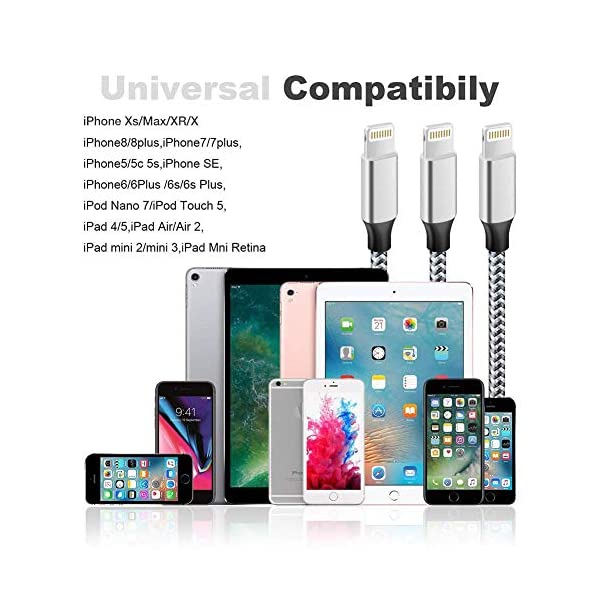 Universal Compatibily
iPhone Xs/Max/XR/X
iPhone8/8plus,iPhone7/7plus,
iPhone5/5c 5s,iPhone SE,
iPhone6/6Plus /6s/6s Plus,
iPod Nano 7/iPod Touch 5,
iPad 4/5,iPad Air/Air 2,
iPad mini 2/mini 3,iPad Mni Retina
9:41